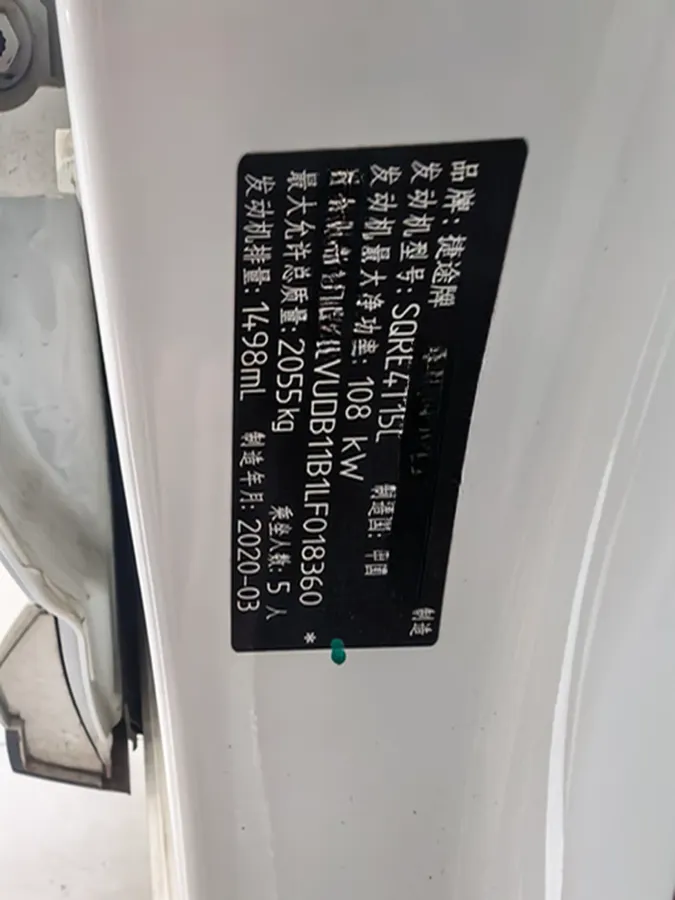 品牌: 捷途牌 制造
发动机型号: SQRE4T15C 制造国: 中国
发动机最大净功率: 108 kW
VUDB11B1LF018360 *
最大允许总质量: 2055kg 乘坐人数: 5 人
发动机排量: 1498mL 制造年月: 2020-03